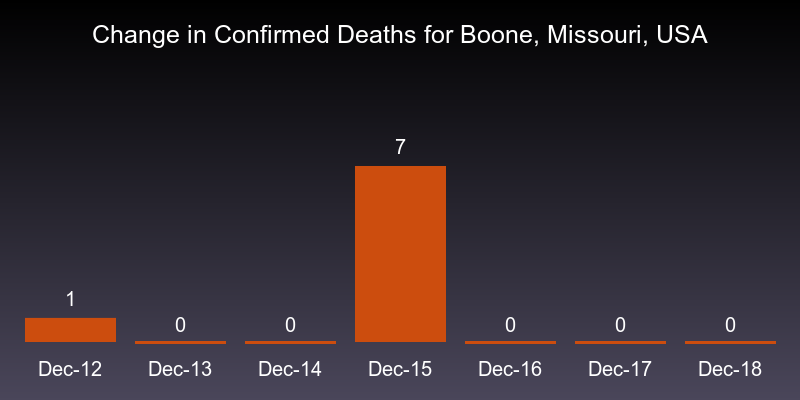 Change in Confirmed Deaths for Boone, Missouri, USA
7
1
0
0
0
0
0
Dec-12
Dec-13
Dec-14
Dec-15
Dec-16
Dec-17
Dec-18